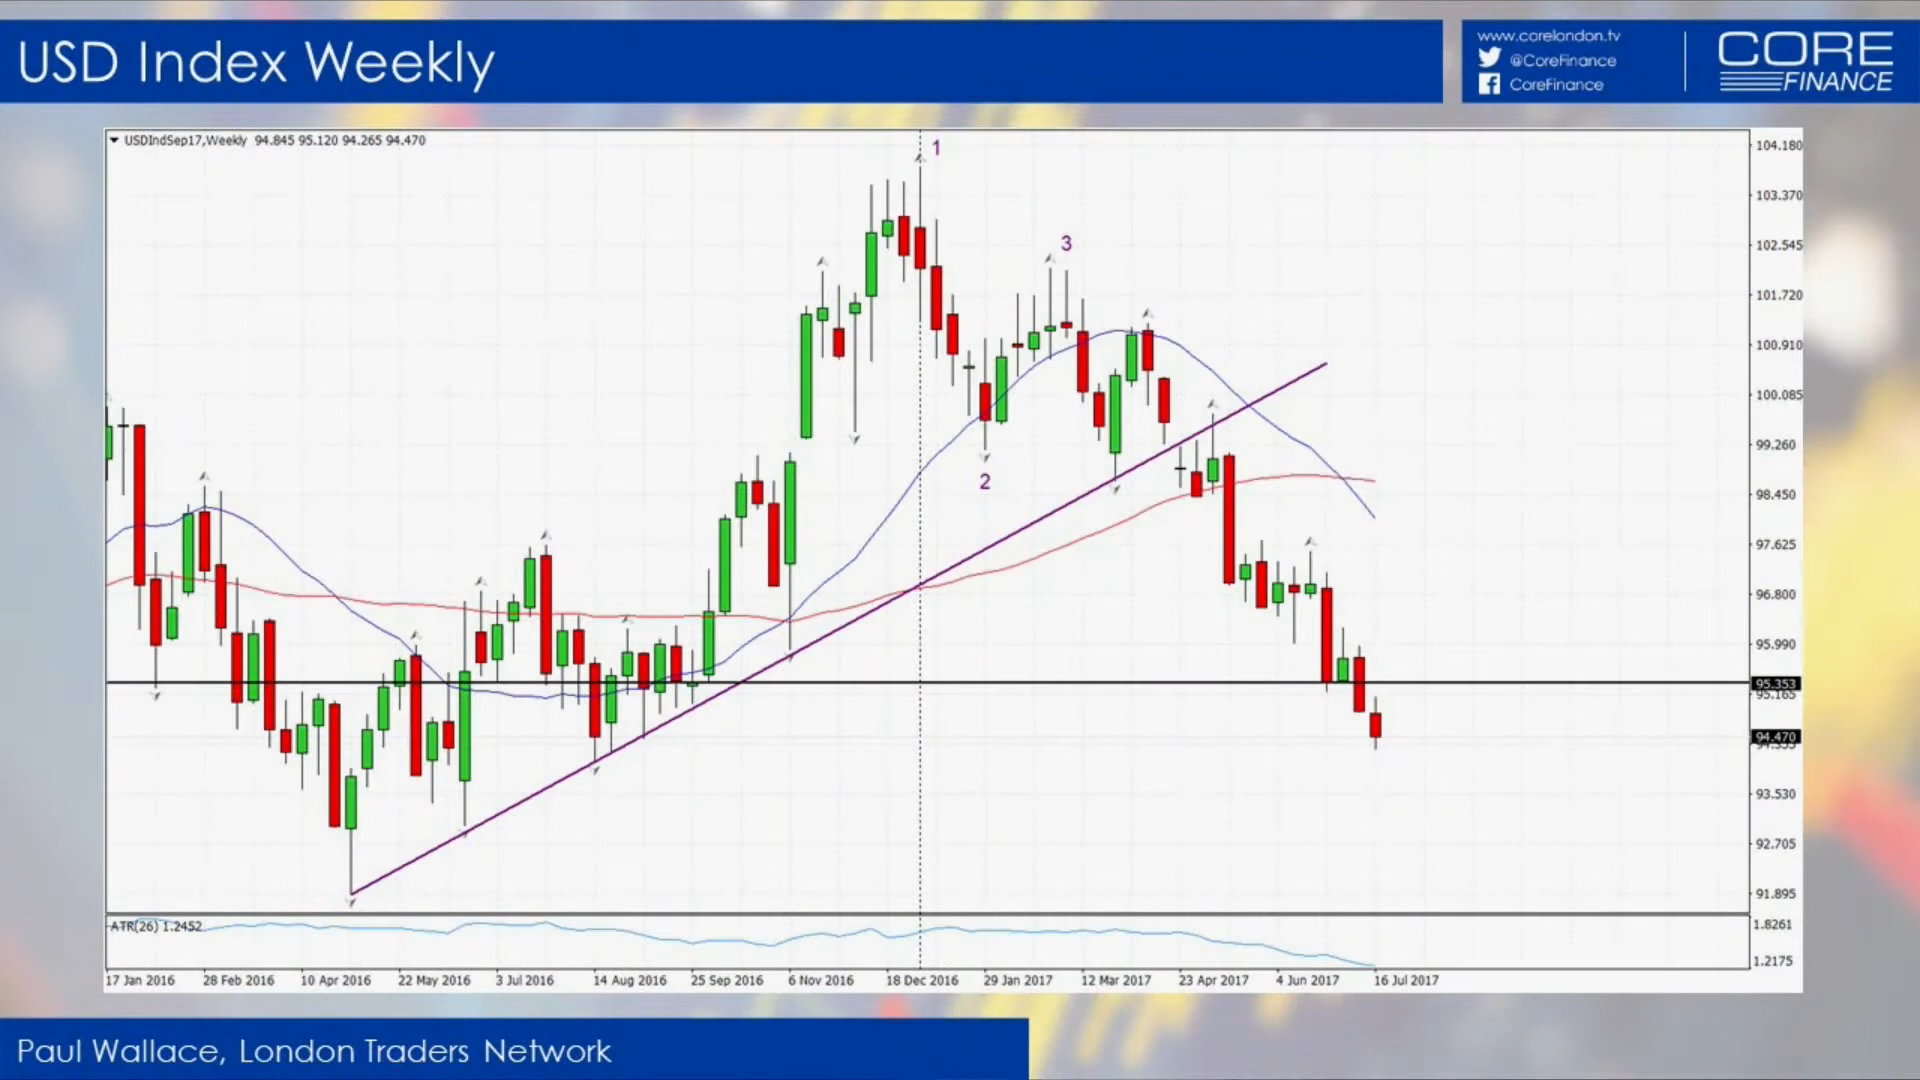 USD Index Weekly
www.corelondon.tv
@CoreFinance
CoreFinance
CORE
FINANCE
USDIndSep17,Weekly 94.845 95.120 94.265 94.470
1
104.180
103.370
3
102.545
101.720
100.910
100.085
99.260
2
98.450
97.625
96.800
95.990
95.353
95.165
94.470
94.355
93.530
92.705
91.895
ATR(26) 1.2452
1.8261
1.2175
17 Jan 2016 28 Feb 2016 10 Apr 2016 22 May 2016 3 Jul 2016 14 Aug 2016 25 Sep 2016 6 Nov 2016 18 Dec 2016 29 Jan 2017 12 Mar 2017 23 Apr 2017 4 Jun 2017 16 Jul 2017
Paul Wallace, London Traders Network